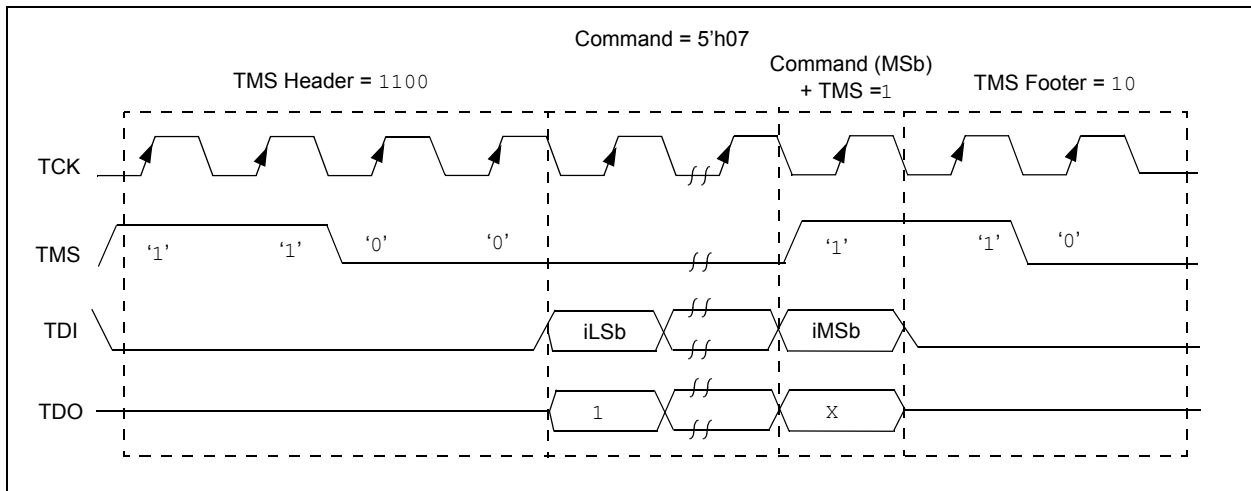 Command = 5’h07
TMS Header = 1100
Command (MSb)
+ TMS =1
TMS Footer = 10
TCK
TMS
‘1’ ‘1’ ‘0’ ‘0’ ‘1’ ‘1’ ‘0’
TDI
iLSb iMSb
TDO
1 X